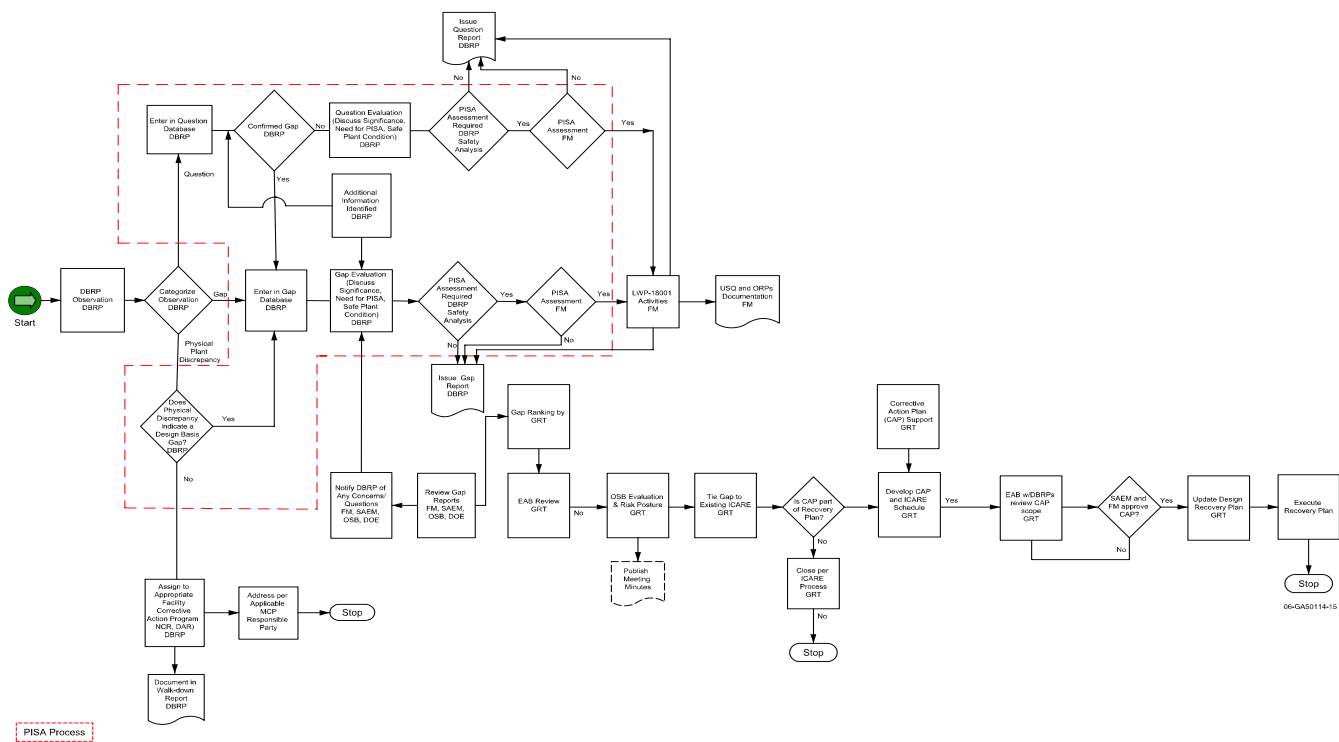 Issue
Question
Report
DBRP
No
No
Enter in Question
Database
DBRP
Confirmed Gap
DBRP
No
Question Evaluation
(Discuss Significance,
Need for PISA, Safe
Plant Condition)
DBRP
PISA
Assessment
Required
DBRP
Safety
Analysis
Yes
PISA
Assessment
FM
Yes
Question
Yes
Additional
Information
Identified
DBRP
Start
DBRP
Observation
DBRP
Categorize
Observation
DBRP
Gap
Enter in Gap
Database
DBRP
Gap Evaluation
(Discuss
Significance,
Need for PISA,
Safe Plant
Condition) DBRP
PISA
Assessment
Required
DBRP
Safety
Analysis
Yes
PISA
Assessment
FM
Yes
LWP-18001
Activities
FM
USQ and ORPs
Documentation
FM
No
No
Physical
Plant
Discrepancy
Issue Gap
Report
DBRP
Does
Physical
Discrepancy
Indicate a
Design Basis
Gap?
DBRP
Yes
No
Gap Ranking by
GRT
Corrective
Action Plan
(CAP) Support
GRT
Notify DBRP of
Any Concerns/
Questions
FM, SAEM,
OSB, DOE
Review Gap
Reports
FM, SAEM,
OSB, DOE
EAB Review
GRT
No
OSB Evaluation
& Risk Posture
GRT
Tie Gap to
Existing ICARE
GRT
Is CAP part
of Recovery
Plan?
Develop CAP
and ICARE
Schedule
GRT
Yes
EAB w/DBRPs
review CAP
scope
GRT
SAEM and
FM approve
CAP?
Yes
No
Update Design
Recovery Plan
GRT
Execute
Recovery Plan
No
Publish
Meeting
Minutes
Close per
ICARE
Process
GRT
No
Stop
Stop
06-GA50114-15
Assign to
Appropriate
Facility
Corrective
Action Program
NCR, DAR)
DBRP
Address per
Applicable
MCP
Responsible
Party
Stop
Document in
Walk-down
Report
DBRP
PISA Process